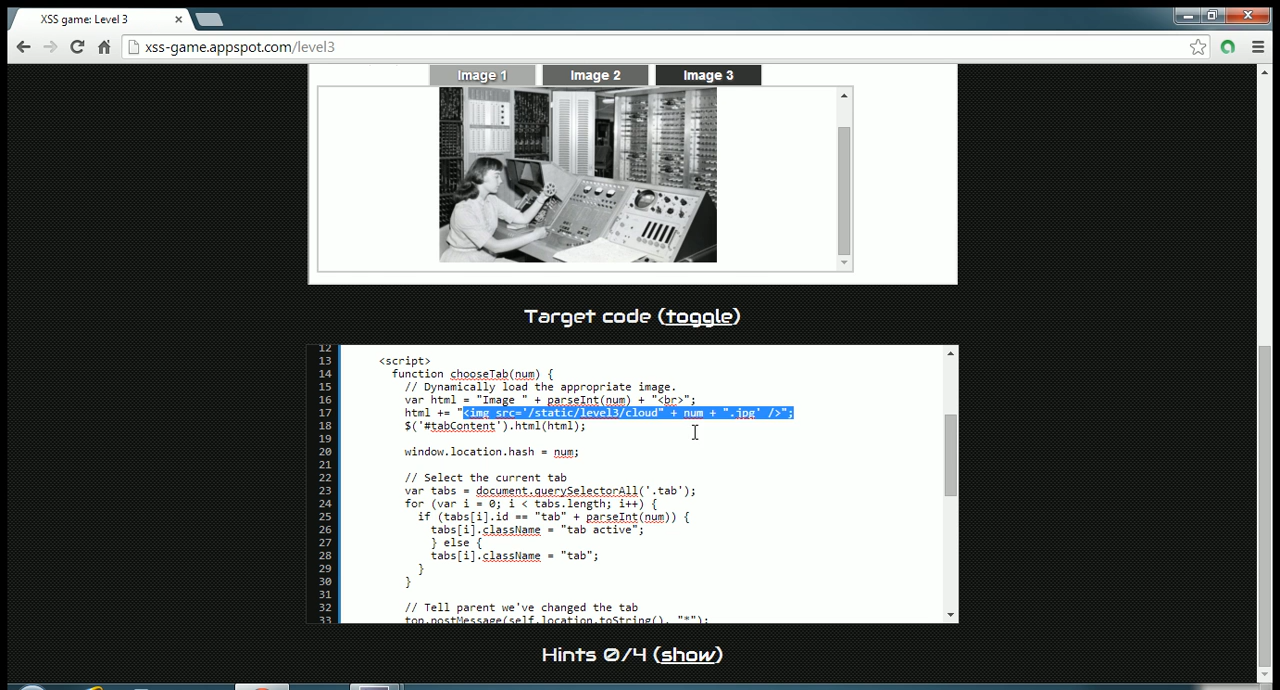 XSS game: Level 3
xss-game.appspot.com/level3
Image 1 Image 2 Image 3
Target code (toggle)
12
13 <script>
14 function chooseTab(num) {
15 // Dynamically load the appropriate image.
16 var html = "Image " + parseInt(num) + "<br>";
17 html += "<img src='/static/level3/cloud" + num + ".jpg' />";
18 $('#tabContent').html(html);
19
20 window.location.hash = num;
21
22 // Select the current tab
23 var tabs = document.querySelectorAll('.tab');
24 for (var i = 0; i < tabs.length; i++) {
25 if (tabs[i].id == "tab" + parseInt(num)) {
26 tabs[i].className = "tab active";
27 } else {
28 tabs[i].className = "tab";
29 }
30 }
31
32 // Tell parent we've changed the tab
33 top.postMessage(self.location.toString(), "*");
Hints 0/4 (show)